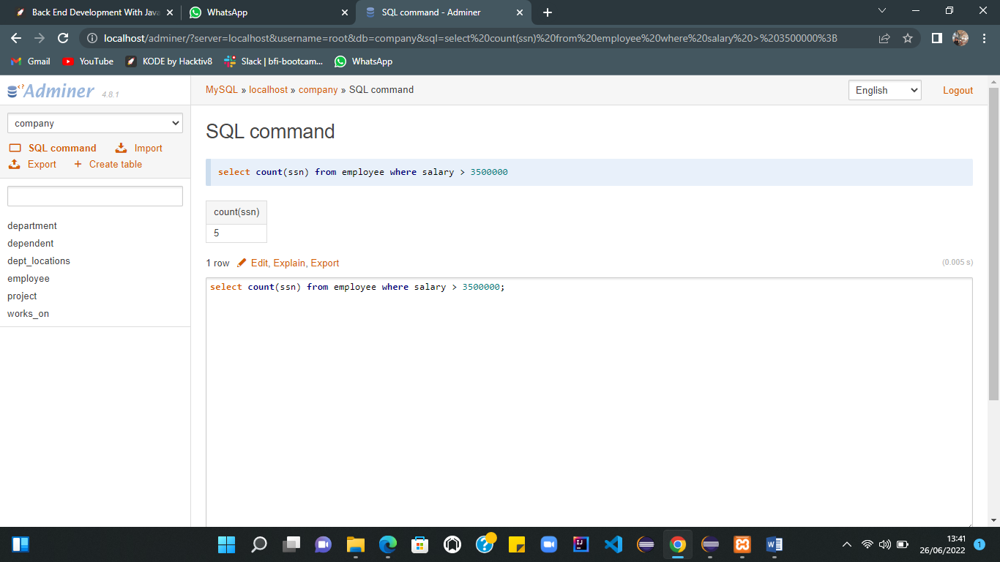 Back End Development With Java
WhatsApp
SQL command - Adminer
localhost/adminer/?server=localhost&username=root&db=company&sql=select%20count(ssn)%20from%20employee%20where%20salary%20>%203500000%3B
Gmail
YouTube
KODE by Hacktiv8
Slack | bfi-bootcam...
WhatsApp
Adminer 4.8.1
MySQL » localhost » company » SQL command
English
Logout
company
SQL command
Import
Export
+ Create table
department
dependent
dept_locations
employee
project
works_on
SQL command
select count(ssn) from employee where salary > 3500000
count(ssn)
5
1 row Edit, Explain, Export
(0.005 s)
select count(ssn) from employee where salary > 3500000;
13:41
26/06/2022
1